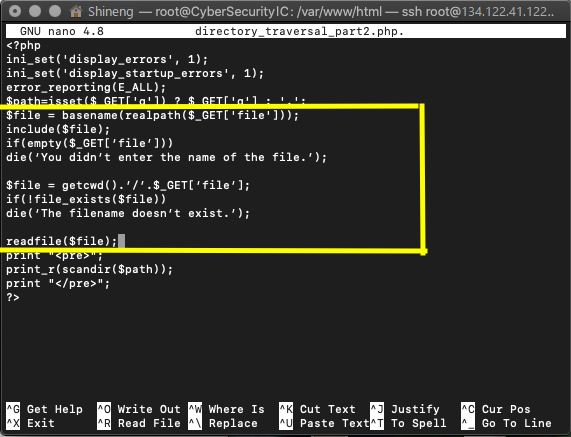 Shineng — root@CyberSecurityIC: /var/www/html — ssh root@134.122.41.122..
GNU nano 4.8 directory_traversal_part2.php.
<?php
ini_set('display_errors', 1);
ini_set('display_startup_errors', 1);
error_reporting(E_ALL);
$path=isset($_GET['q']) ? $_GET['q'] : '.';
$file = basename(realpath($_GET['file']));
include($file);
if(empty($_GET[‘file’]))
die(‘You didn’t enter the name of the file.’);
$file = getcwd().’/’.$_GET[‘file’];
if(!file_exists($file))
die(‘The filename doesn’t exist.’);
readfile($file);
print "<pre>";
print_r(scandir($path));
print "</pre>";
?>
^G Get Help ^O Write Out ^W Where Is ^K Cut Text ^J Justify ^C Cur Pos
^X Exit ^R Read File ^\ Replace ^U Paste Text ^T To Spell ^_ Go To Line